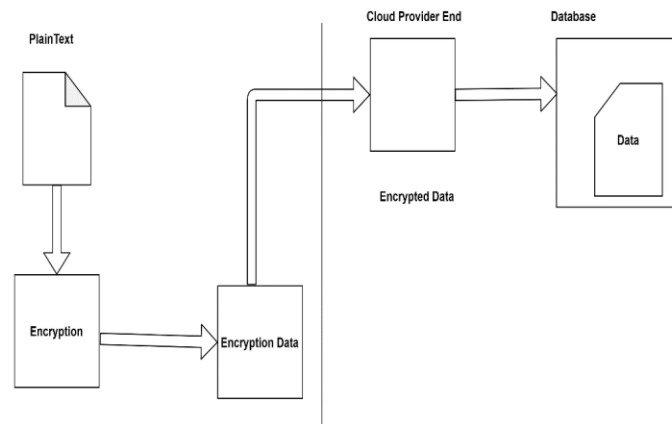 PlainText
Encryption
Encryption Data
Cloud Provider End
Encrypted Data
Database
Data